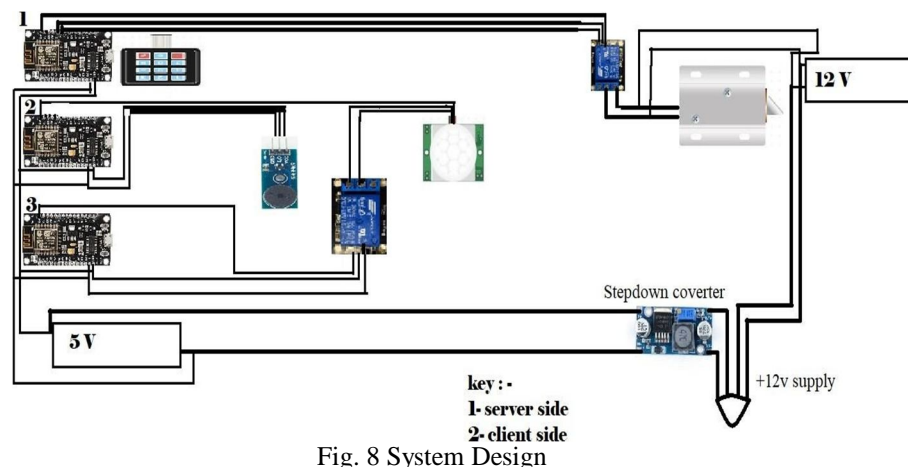 1
12 V
2
3
Stepdown coverter
5 V
+12v supply
key : -
1- server side
2- client side
Fig. 8 System Design